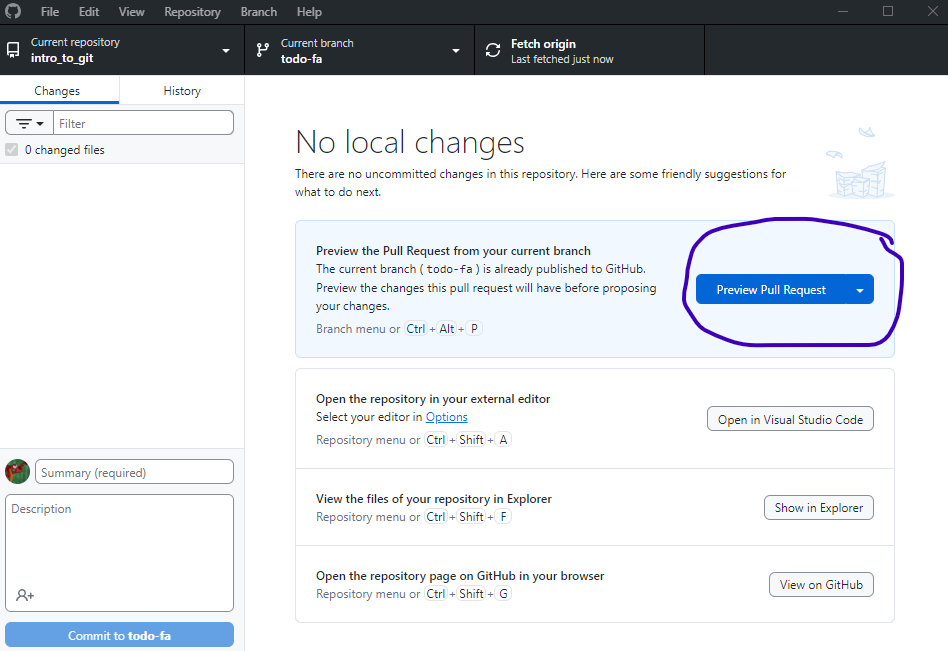 File Edit View Repository Branch Help
Current repository
intro_to_git
Current branch
todo-fa
Fetch origin
Last fetched just now
Changes History
Filter
0 changed files
No local changes
There are no uncommitted changes in this repository. Here are some friendly suggestions for
what to do next.
Preview the Pull Request from your current branch
The current branch ( todo-fa ) is already published to GitHub.
Preview the changes this pull request will have before proposing
your changes.
Branch menu or Ctrl + Alt + P
Preview Pull Request
Open the repository in your external editor
Select your editor in Options
Repository menu or Ctrl + Shift + A
Open in Visual Studio Code
View the files of your repository in Explorer
Repository menu or Ctrl + Shift + F
Show in Explorer
Open the repository page on GitHub in your browser
Repository menu or Ctrl + Shift + G
View on GitHub
Summary (required)
Description
Commit to todo-fa